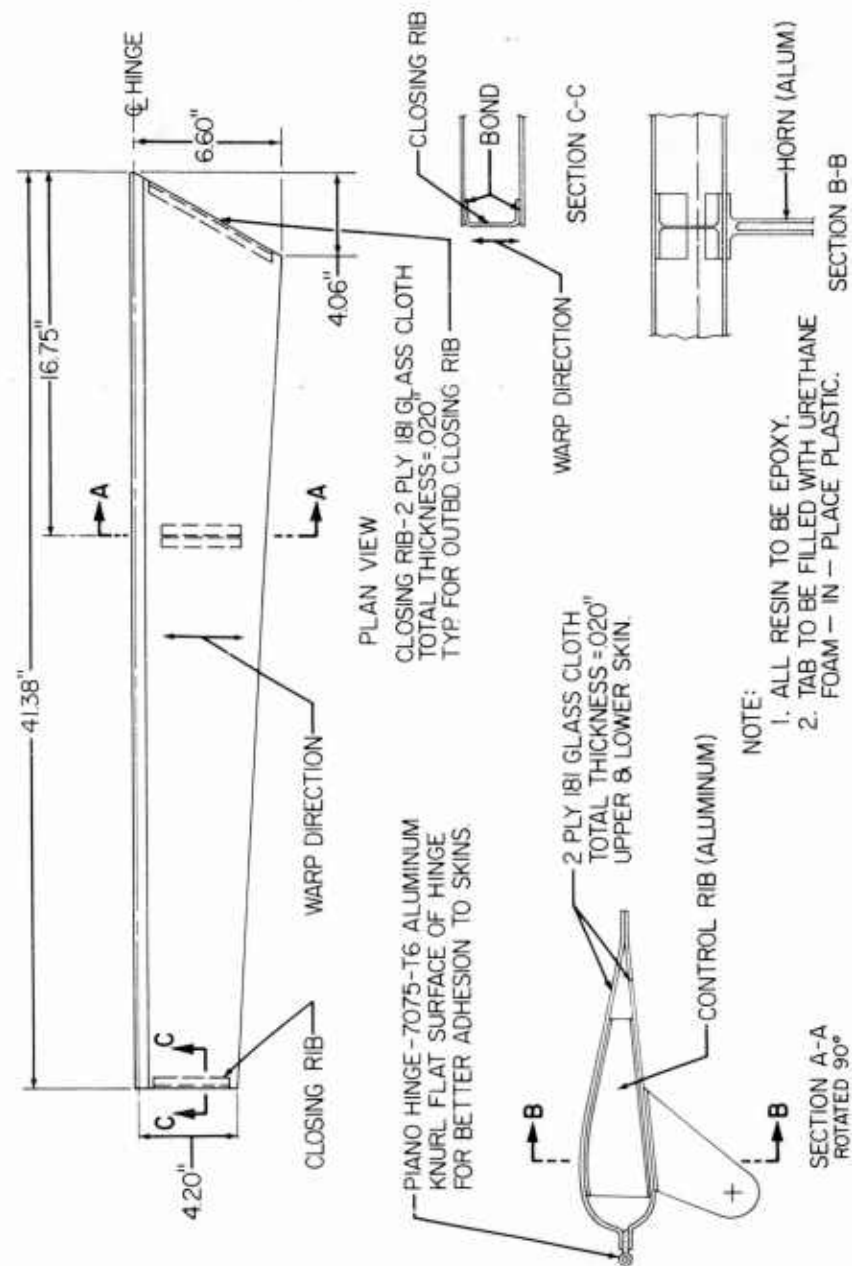 41.38"
16.75"
℄ HINGE
6.60"
4.06"
4.20"
A
A
C
C
CLOSING RIB
WARP DIRECTION
PLAN VIEW
CLOSING RIB-2 PLY 181 GLASS CLOTH
TOTAL THICKNESS=.020"
TYP. FOR OUTBD. CLOSING RIB
CLOSING RIB
BOND
WARP DIRECTION
SECTION C-C
PIANO HINGE-7075-T6 ALUMINUM
KNURL FLAT SURFACE OF HINGE
FOR BETTER ADHESION TO SKINS.
2 PLY 181 GLASS CLOTH
TOTAL THICKNESS =.020"
UPPER & LOWER SKIN.
CONTROL RIB (ALUMINUM)
B
B
SECTION A-A
ROTATED 90°
HORN (ALUM.)
SECTION B-B
NOTE:
1. ALL RESIN TO BE EPOXY.
2. TAB TO BE FILLED WITH URETHANE
FOAM - IN - PLACE PLASTIC.